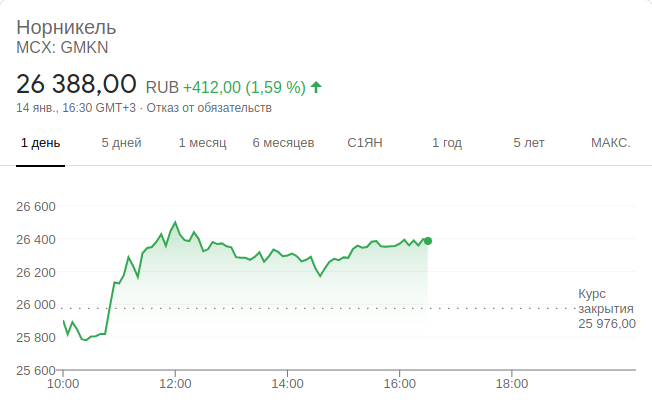 Норникель
MCX: GMKN
26 388,00 RUB +412,00 (1,59 %)
14 янв., 16:30 GMT+3 · Отказ от обязательств
1 день 5 дней 1 месяц 6 месяцев С1ЯН 1 год 5 лет МАКС.
26 600
26 400
26 200
26 000
25 800
25 600
Курс
закрытия
25 976,00
10:00 12:00 14:00 16:00 18:00